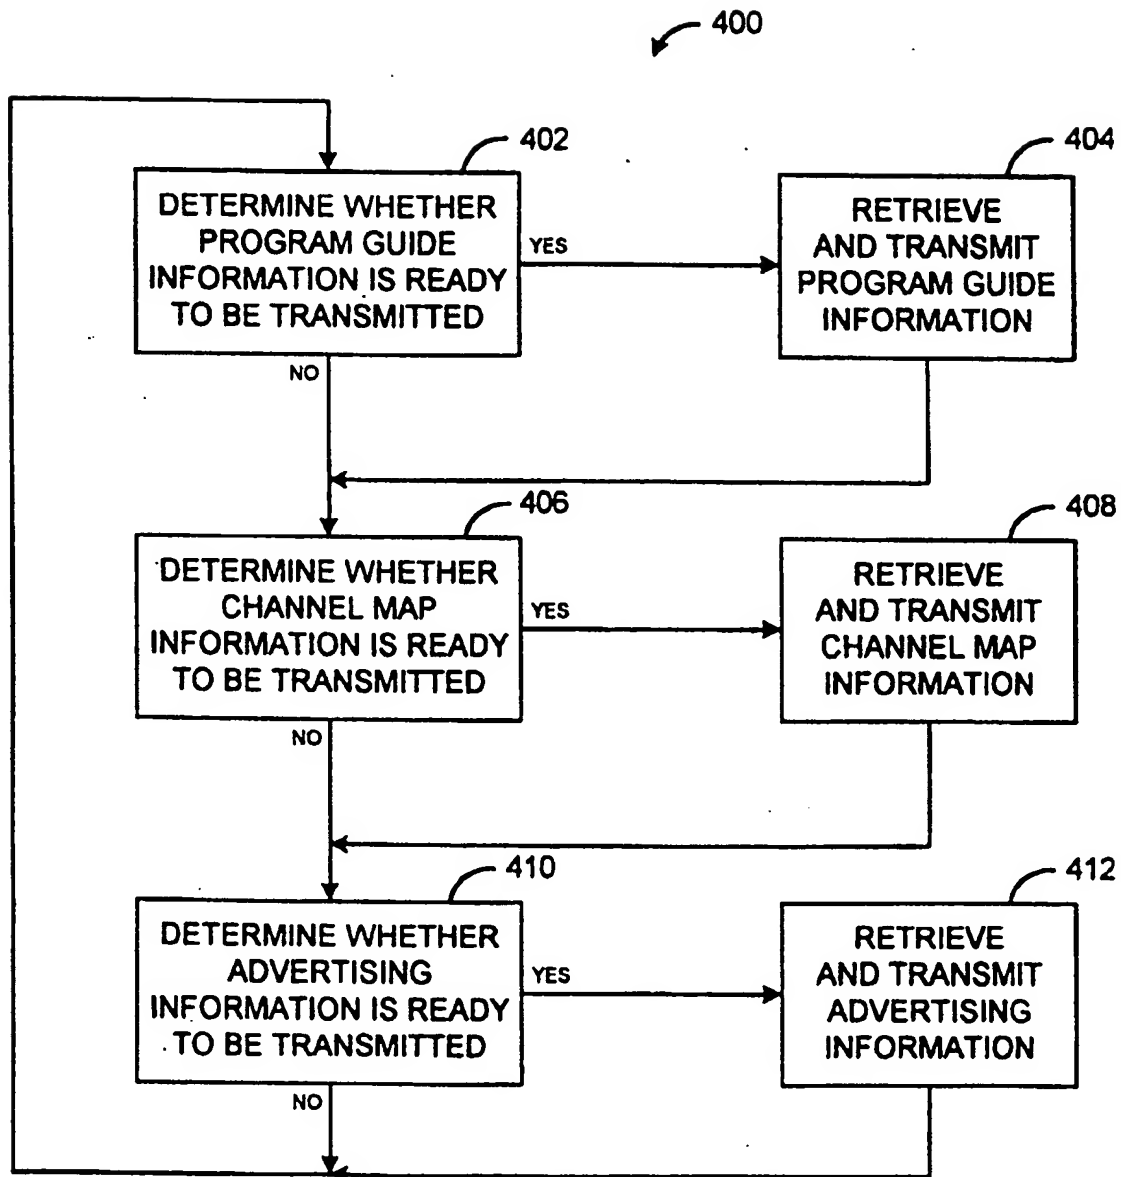 400
402
DETERMINE WHETHER
PROGRAM GUIDE
INFORMATION IS READY
TO BE TRANSMITTED
YES
404
RETRIEVE
AND TRANSMIT
PROGRAM GUIDE
INFORMATION
NO
406
DETERMINE WHETHER
CHANNEL MAP
INFORMATION IS READY
TO BE TRANSMITTED
YES
408
RETRIEVE
AND TRANSMIT
CHANNEL MAP
INFORMATION
NO
410
DETERMINE WHETHER
ADVERTISING
INFORMATION IS READY
TO BE TRANSMITTED
YES
412
RETRIEVE
AND TRANSMIT
ADVERTISING
INFORMATION
NO